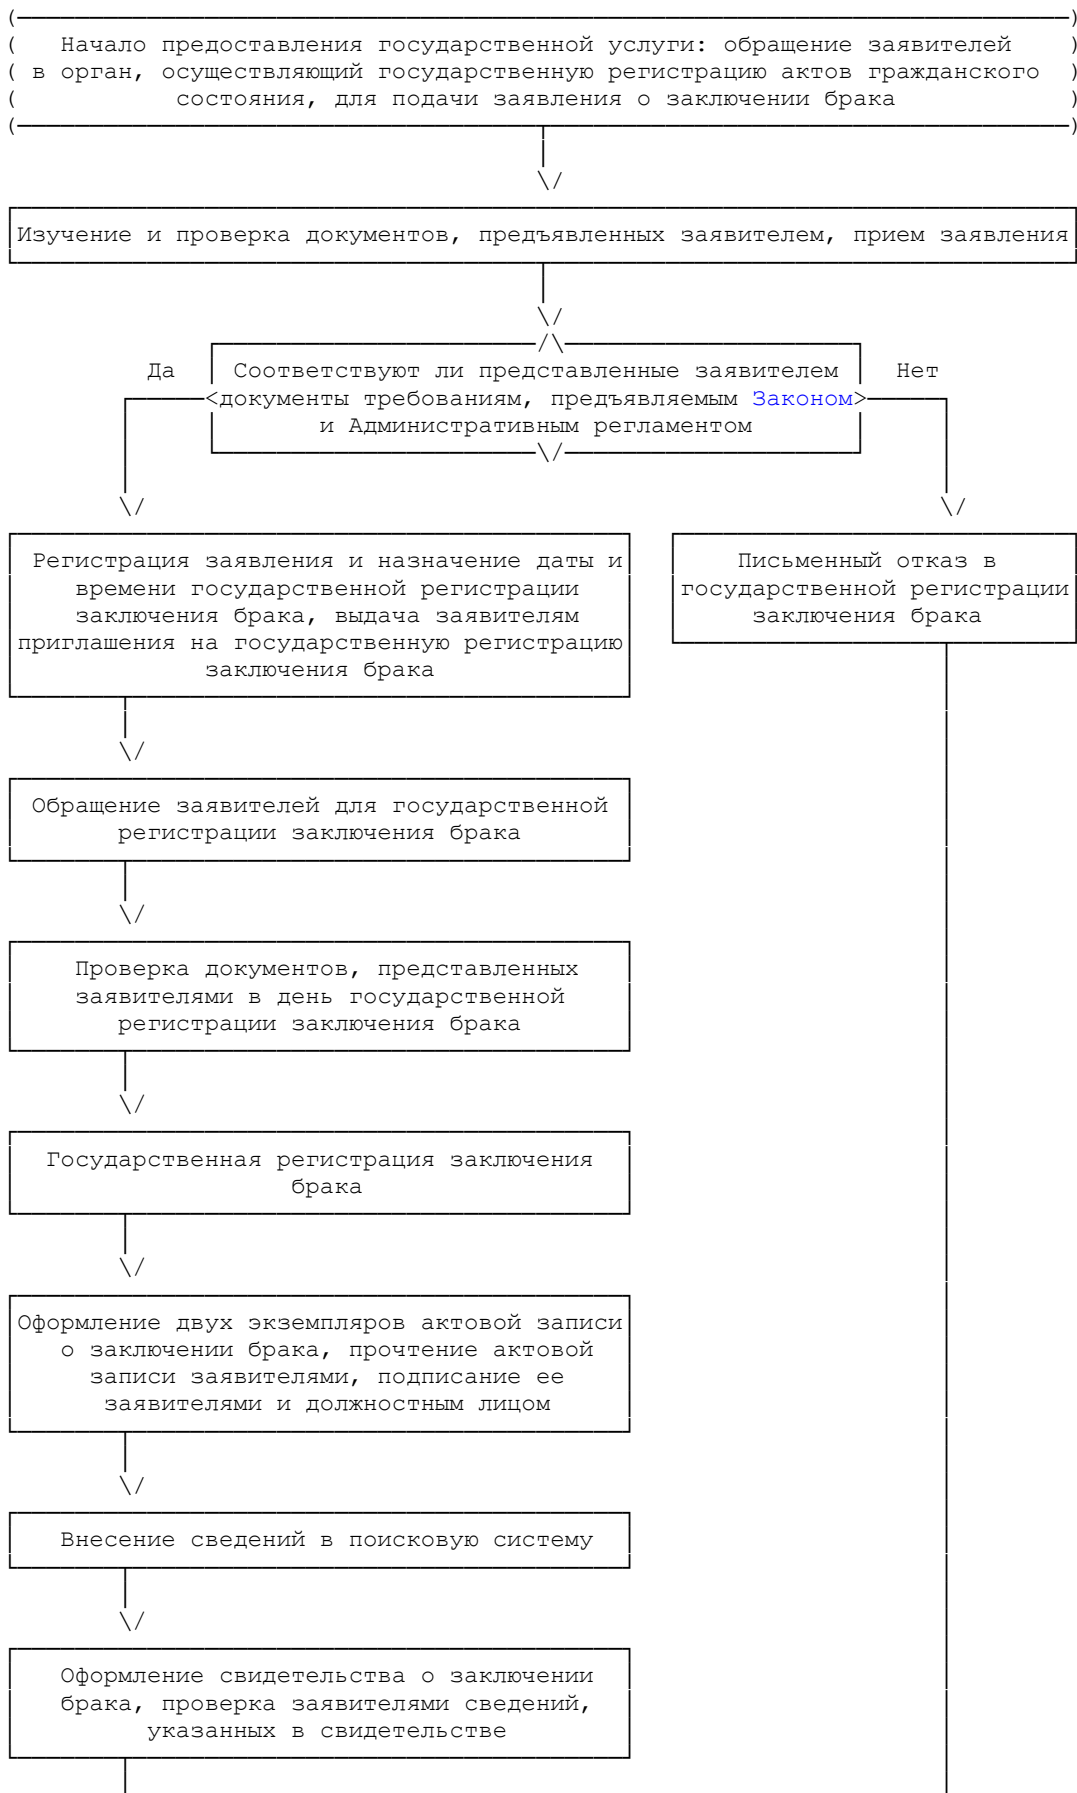 Начало предоставления государственной услуги: обращение заявителей
в орган, осуществляющий государственную регистрацию актов гражданского
состояния, для подачи заявления о заключении брака
Изучение и проверка документов, предъявленных заявителем, прием заявления
Да
Соответствуют ли представленные заявителем
Нет
документы требованиям, предъявляемым Законом
и Административным регламентом
Регистрация заявления и назначение даты и
времени государственной регистрации
заключения брака, выдача заявителям
приглашения на государственную регистрацию
заключения брака
Письменный отказ в
государственной регистрации
заключения брака
Обращение заявителей для государственной
регистрации заключения брака
Проверка документов, представленных
заявителями в день государственной
регистрации заключения брака
Государственная регистрация заключения
брака
Оформление двух экземпляров актовой записи
о заключении брака, прочтение актовой
записи заявителями, подписание ее
заявителями и должностным лицом
Внесение сведений в поисковую систему
Оформление свидетельства о заключении
брака, проверка заявителями сведений,
указанных в свидетельстве